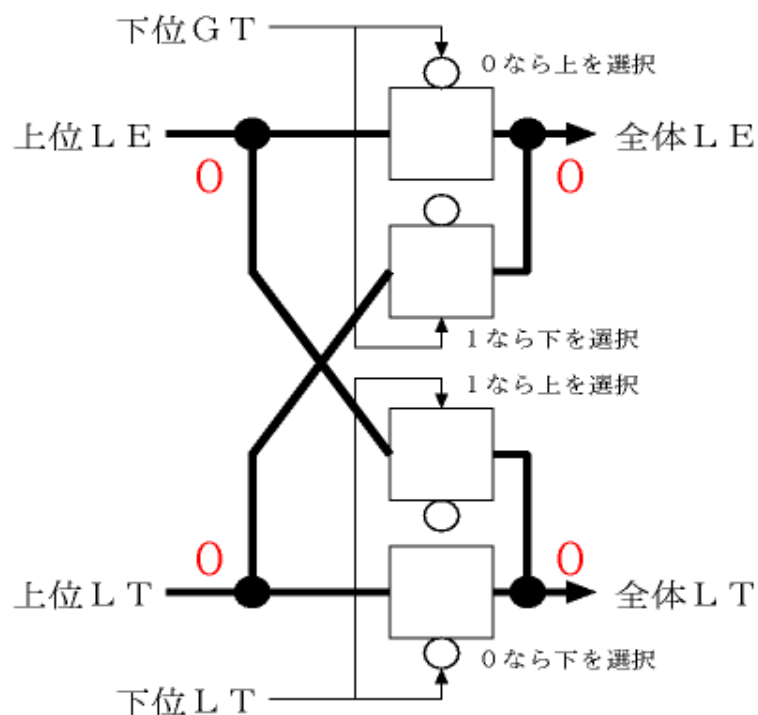 下位ＧＴ
０なら上を選択
上位ＬＥ
全体ＬＥ
0
0
１なら下を選択
１なら上を選択
0
0
上位ＬＴ
全体ＬＴ
０なら下を選択
下位ＬＴ